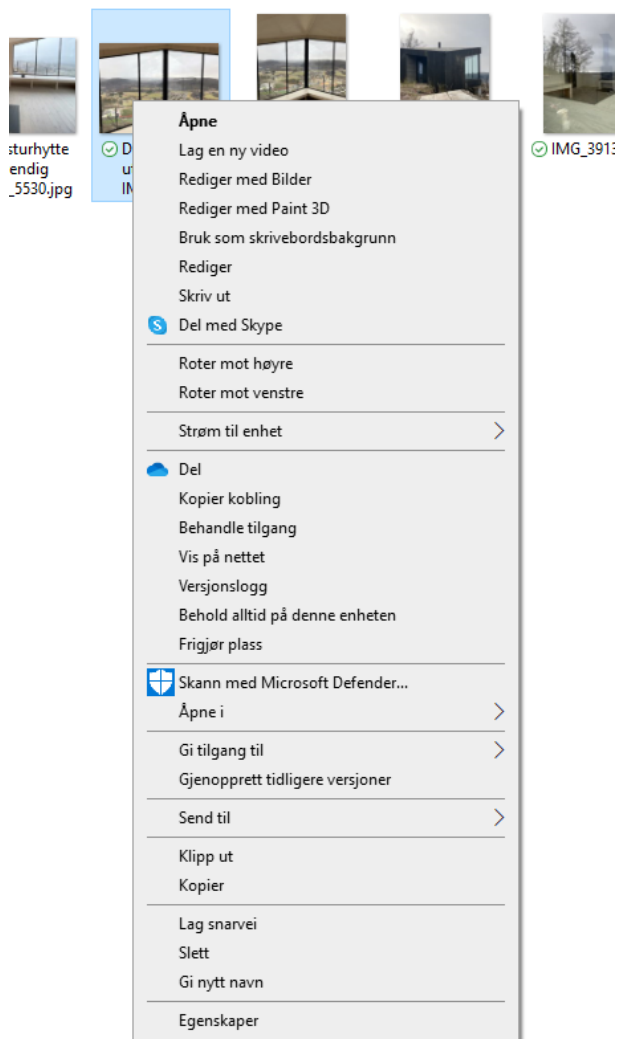 sturhytte
endig
_5530.jpg
IMG_3913
Åpne
Lag en ny video
Rediger med Bilder
Rediger med Paint 3D
Bruk som skrivebordsbakgrunn
Rediger
Skriv ut
Del med Skype
Roter mot høyre
Roter mot venstre
Strøm til enhet
Del
Kopier kobling
Behandle tilgang
Vis på nettet
Versjonslogg
Behold alltid på denne enheten
Frigjør plass
Skann med Microsoft Defender...
Åpne i
Gi tilgang til
Gjenopprett tidligere versjoner
Send til
Klipp ut
Kopier
Lag snarvei
Slett
Gi nytt navn
Egenskaper